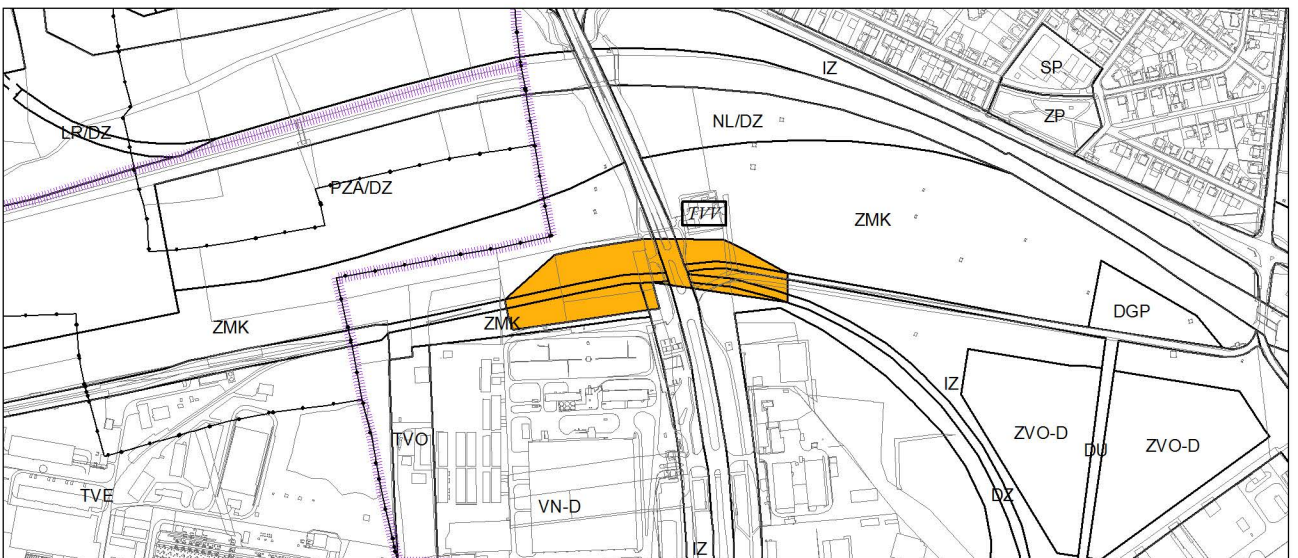 SP
IZ
ZP
NL/DZ
LR/DZ
PZA/DZ
TVV
ZMK
ZMK
ZMK
DGP
IZ
ZVO-D
ZVO-D
DU
TVO
TVE
VN-D
DZ
IZ